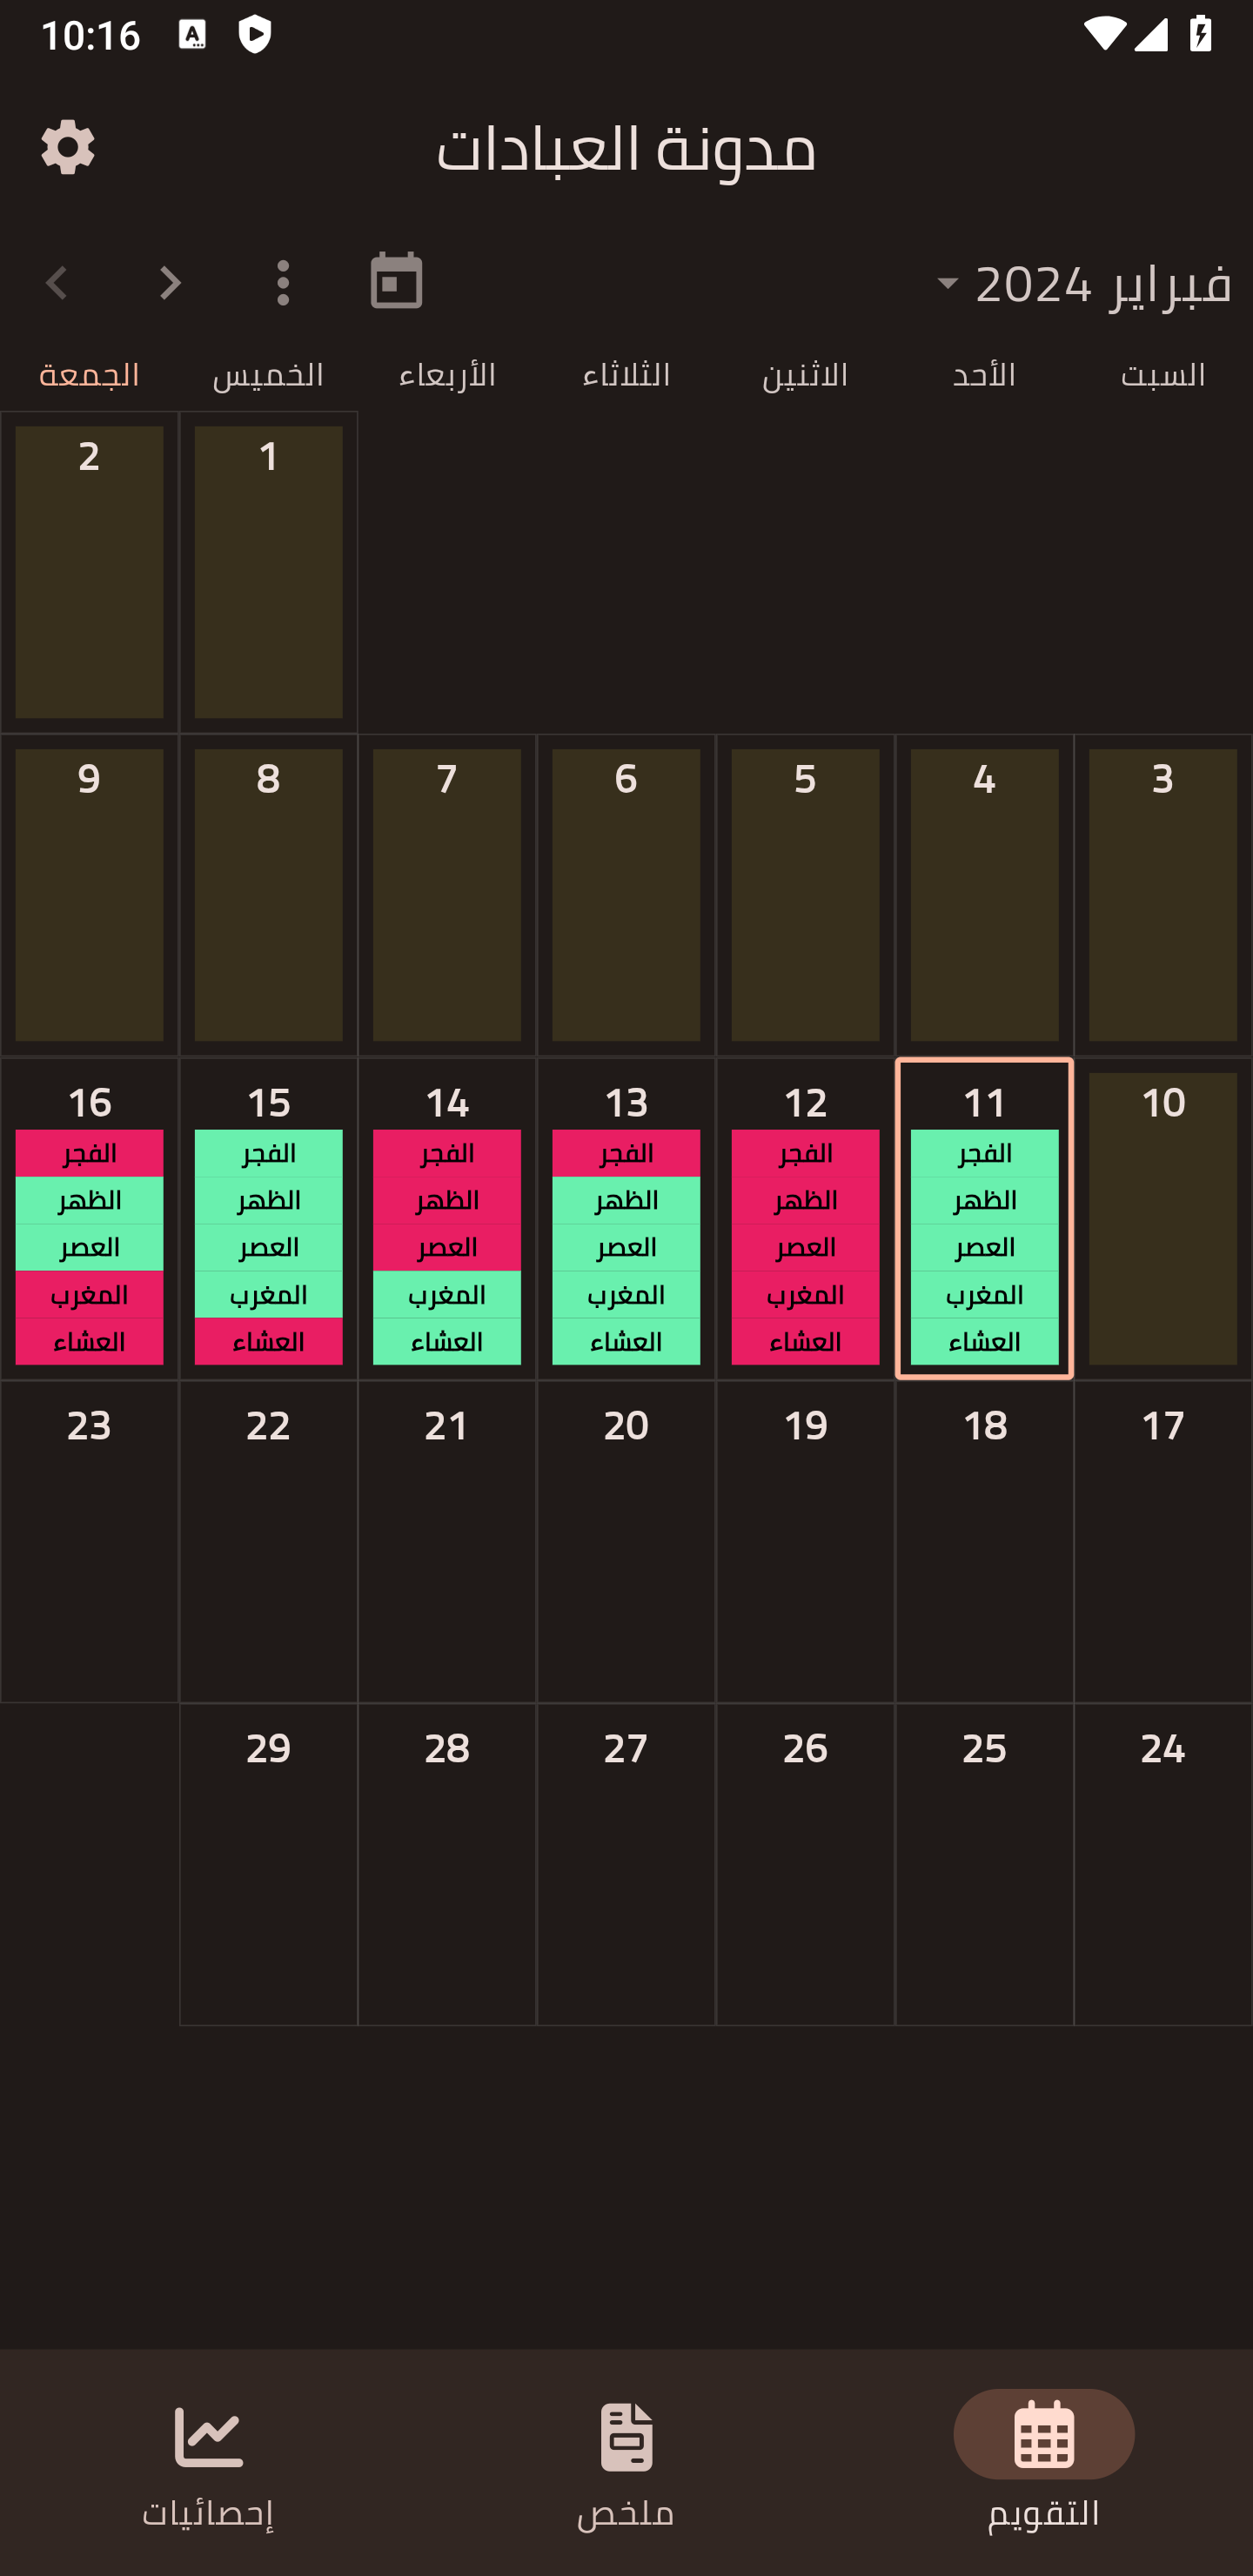 10:16
مدونة العبادات
فبراير 2024
السبت الأحد الاثنين الثلاثاء الأربعاء الخميس الجمعة
1 2
3 4 5 6 7 8 9
10 11 12 13 14 15 16
الفجر الفجر الفجر الفجر الفجر الفجر
الظهر الظهر الظهر الظهر الظهر الظهر
العصر العصر العصر العصر العصر العصر
المغرب المغرب المغرب المغرب المغرب المغرب
العشاء العشاء العشاء العشاء العشاء العشاء
17 18 19 20 21 22 23
24 25 26 27 28 29
التقويم ملخص إحصائيات